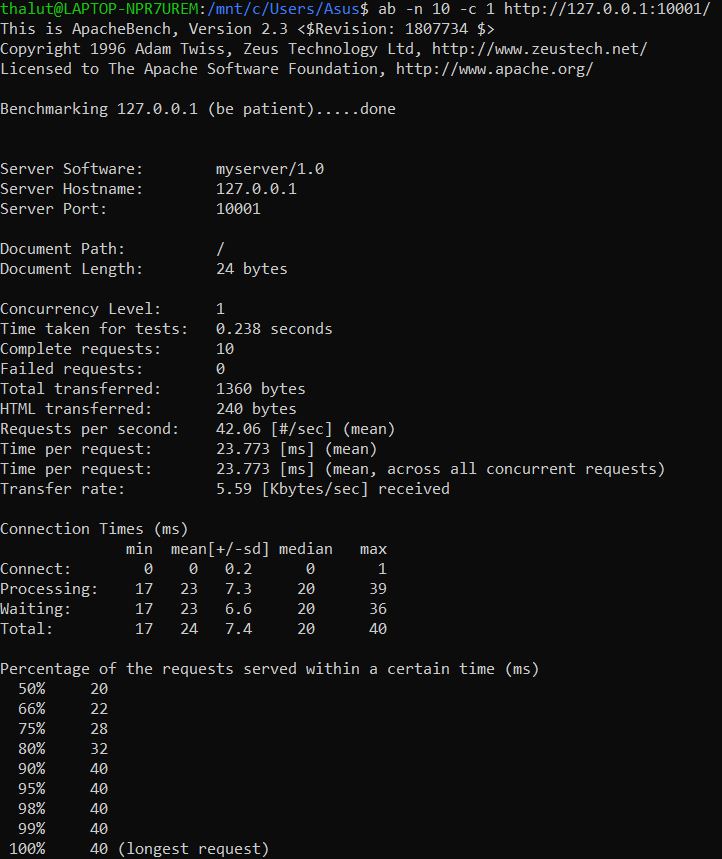 thalut@LAPTOP-NPR7UREM:/mnt/c/Users/Asus$ ab -n 10 -c 1 http://127.0.0.1:10001/
This is ApacheBench, Version 2.3 <$Revision: 1807734 $>
Copyright 1996 Adam Twiss, Zeus Technology Ltd, http://www.zeustech.net/
Licensed to The Apache Software Foundation, http://www.apache.org/

Benchmarking 127.0.0.1 (be patient).....done


Server Software:        myserver/1.0
Server Hostname:        127.0.0.1
Server Port:            10001

Document Path:          /
Document Length:        24 bytes

Concurrency Level:      1
Time taken for tests:   0.238 seconds
Complete requests:      10
Failed requests:        0
Total transferred:      1360 bytes
HTML transferred:       240 bytes
Requests per second:    42.06 [#/sec] (mean)
Time per request:       23.773 [ms] (mean)
Time per request:       23.773 [ms] (mean, across all concurrent requests)
Transfer rate:          5.59 [Kbytes/sec] received

Connection Times (ms)
              min  mean[+/-sd] median   max
Connect:        0    0   0.2      0       1
Processing:    17   23   7.3     20      39
Waiting:       17   23   6.6     20      36
Total:         17   24   7.4     20      40

Percentage of the requests served within a certain time (ms)
  50%     20
  66%     22
  75%     28
  80%     32
  90%     40
  95%     40
  98%     40
  99%     40
 100%     40 (longest request)